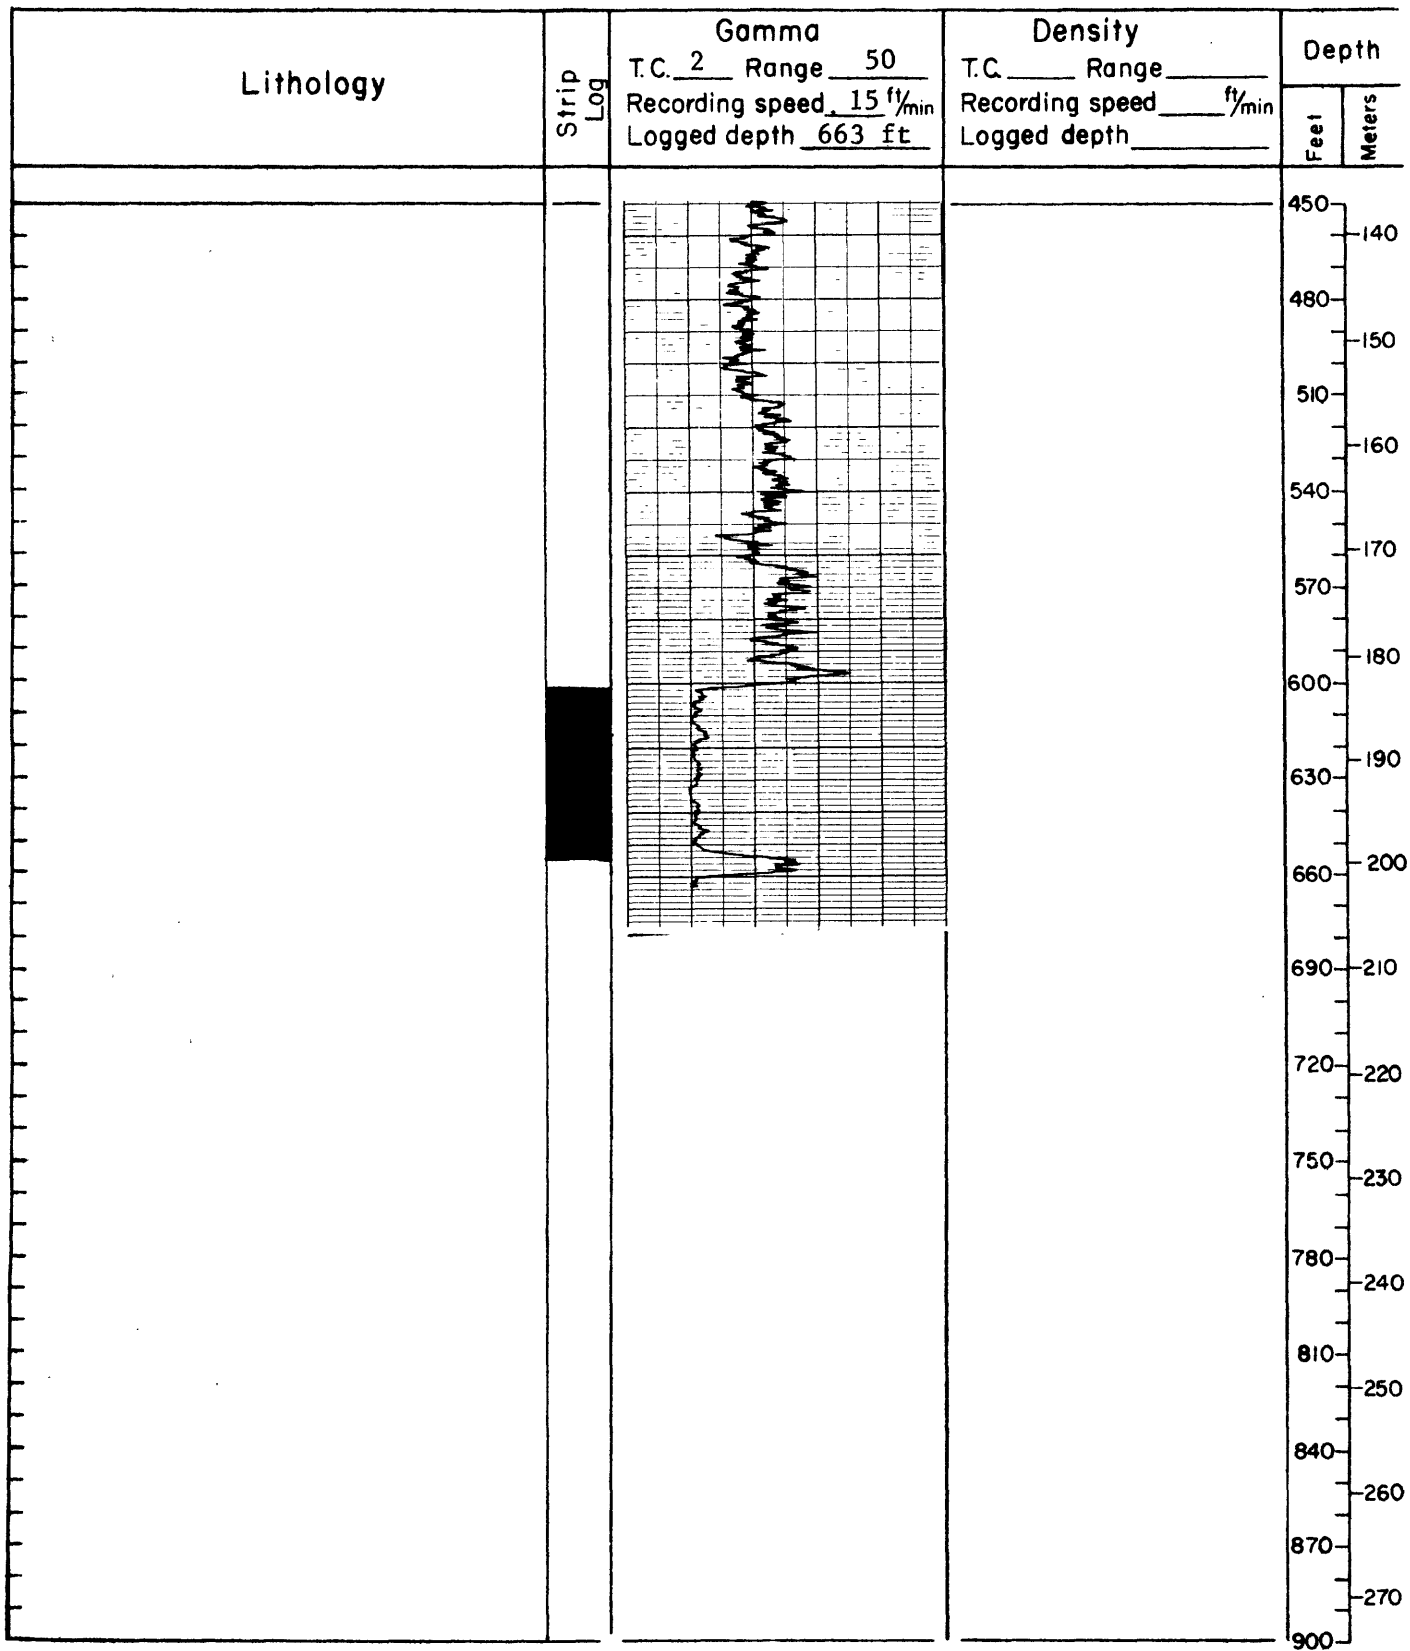 Lithology
Strip Log
Gamma
T.C. 2 Range 50
Recording speed. 15 ft/min
Logged depth 663 ft
Density
T.C. Range
Recording speed ft/min
Logged depth
Depth
Feet
Meters
450
140
480
150
510
160
540
170
570
180
600
190
630
200
660
690
210
720
220
750
230
780
240
810
250
840
260
870
270
900